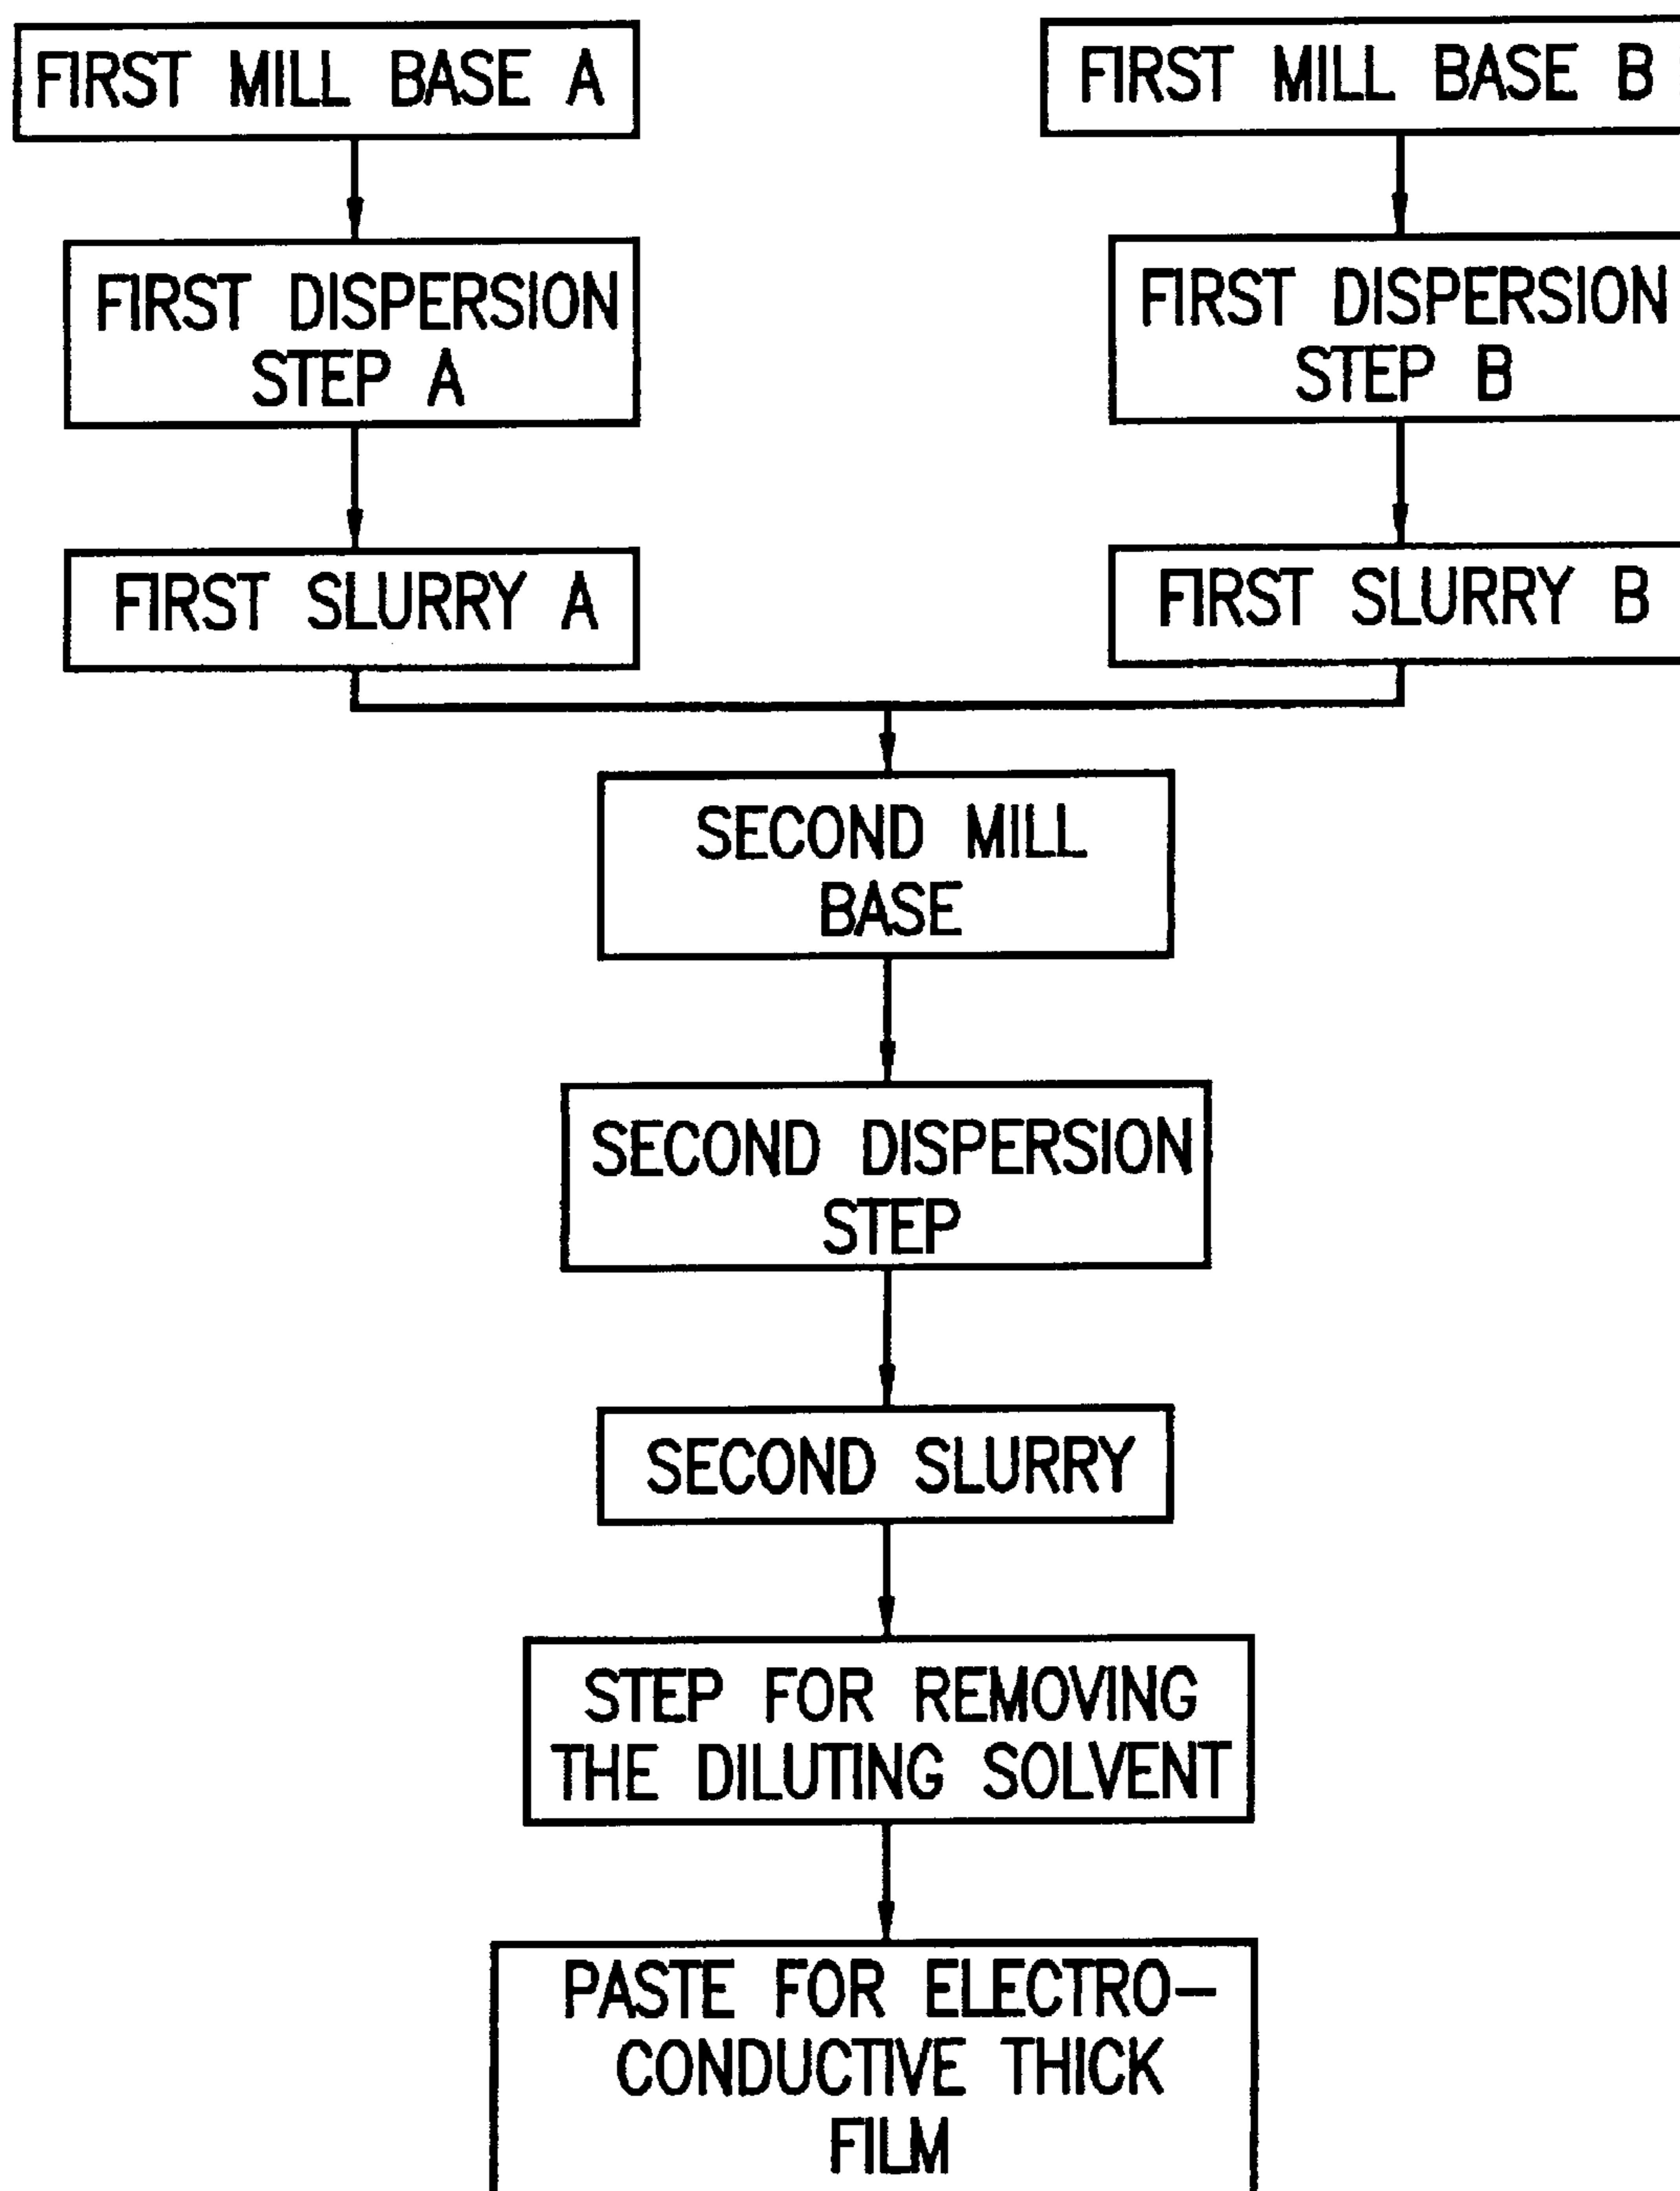 FIRST MILL BASE A
FIRST MILL BASE B
FIRST DISPERSION
STEP A
FIRST DISPERSION
STEP B
FIRST SLURRY A
FIRST SLURRY B
SECOND MILL
BASE
SECOND DISPERSION
STEP
SECOND SLURRY
STEP FOR REMOVING
THE DILUTING SOLVENT
PASTE FOR ELECTRO-
CONDUCTIVE THICK
FILM